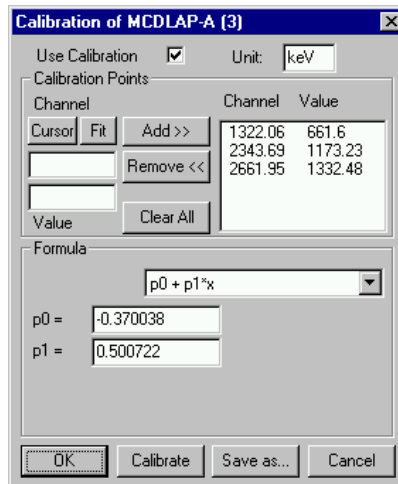 Calibration of MCDLAP-A (3)
Use Calibration Unit: keV
Calibration Points
Channel Channel Value
Cursor Fit Add >> 1322.06 661.6
2343.69 1173.23
Remove << 2661.95 1332.48
Value Clear All
Formula
p0 + p1*x
p0 = -0.370038
p1 = 0.500722
OK Calibrate Save as... Cancel